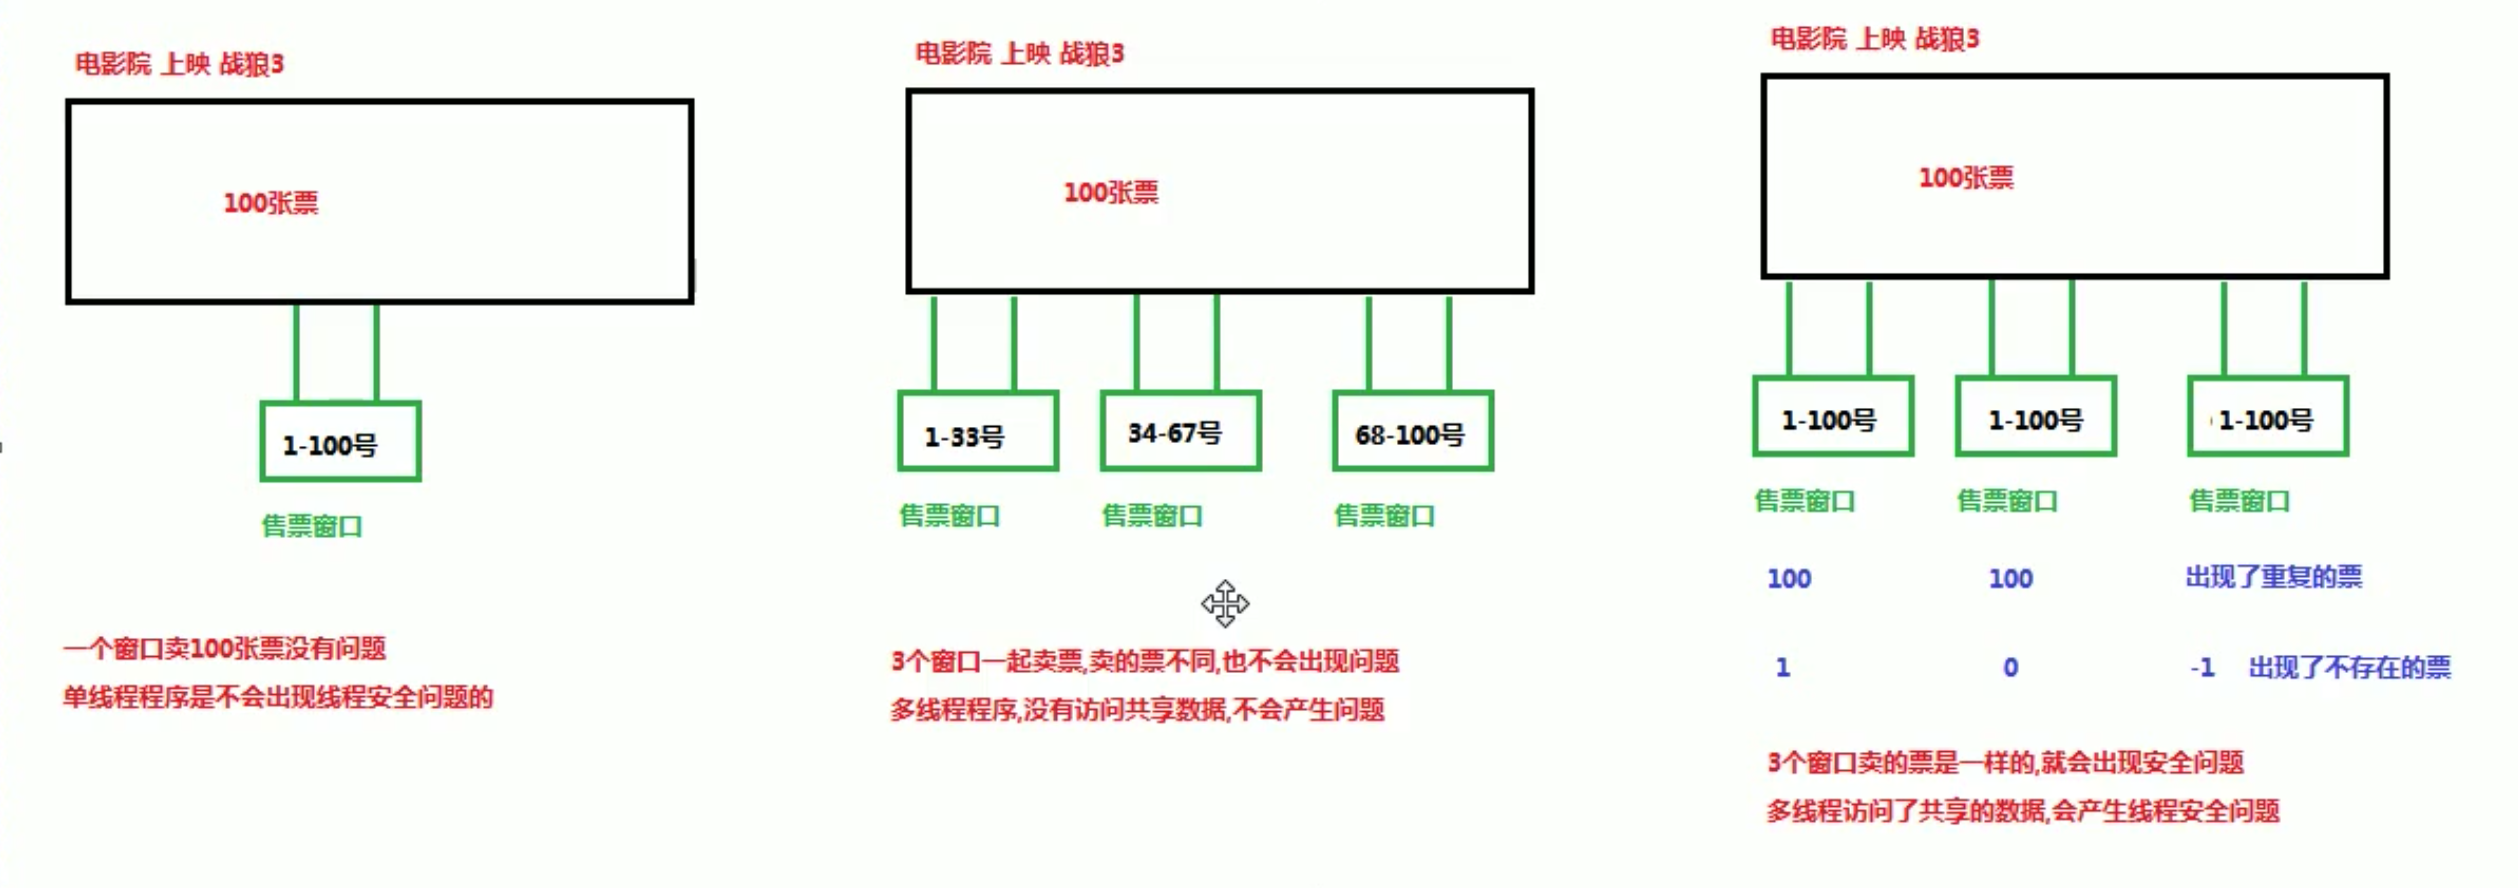 电影院 上映 战狼3
100张票
1-100号
售票窗口
一个窗口卖100张票没有问题
单线程程序是不会出现线程安全问题的
电影院 上映 战狼3
100张票
1-33号 34-67号 68-100号
售票窗口 售票窗口 售票窗口
3个窗口一起卖票,卖的票不同,也不会出现问题
多线程程序,没有访问共享数据,不会产生问题
电影院 上映 战狼3
100张票
1-100号 1-100号 1-100号
售票窗口 售票窗口 售票窗口
100 100 出现了重复的票
1 0 -1 出现了不存在的票
3个窗口卖的票是一样的,就会出现安全问题
多线程访问了共享的数据,会产生线程安全问题